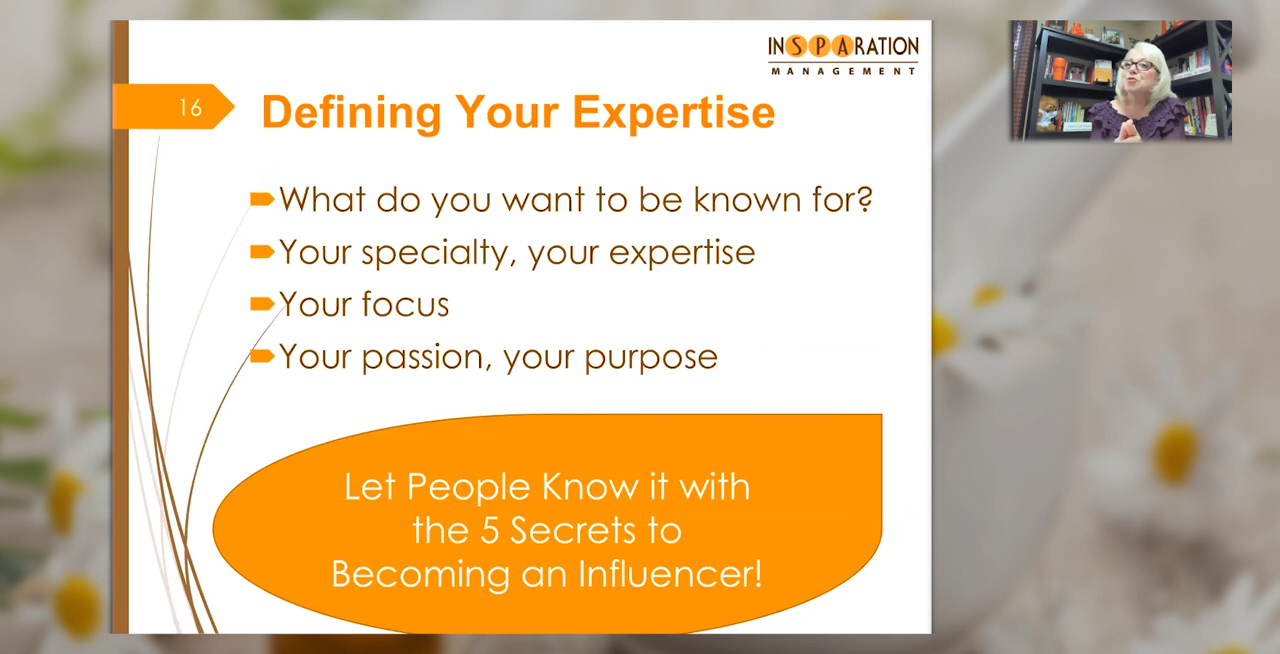 INSPARATION
MANAGEMENT
16
Defining Your Expertise
What do you want to be known for?
Your specialty, your expertise
Your focus
Your passion, your purpose
Let People Know it with
the 5 Secrets to
Becoming an Influencer!